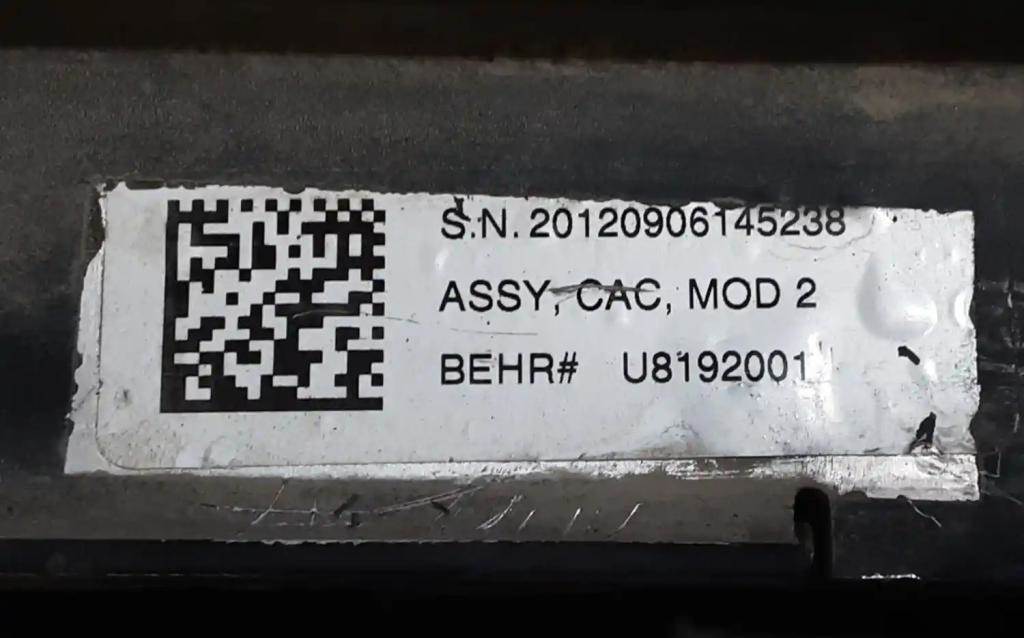 S.N. 20120906145238
ASSY, CAC, MOD 2
BEHR# U8192001